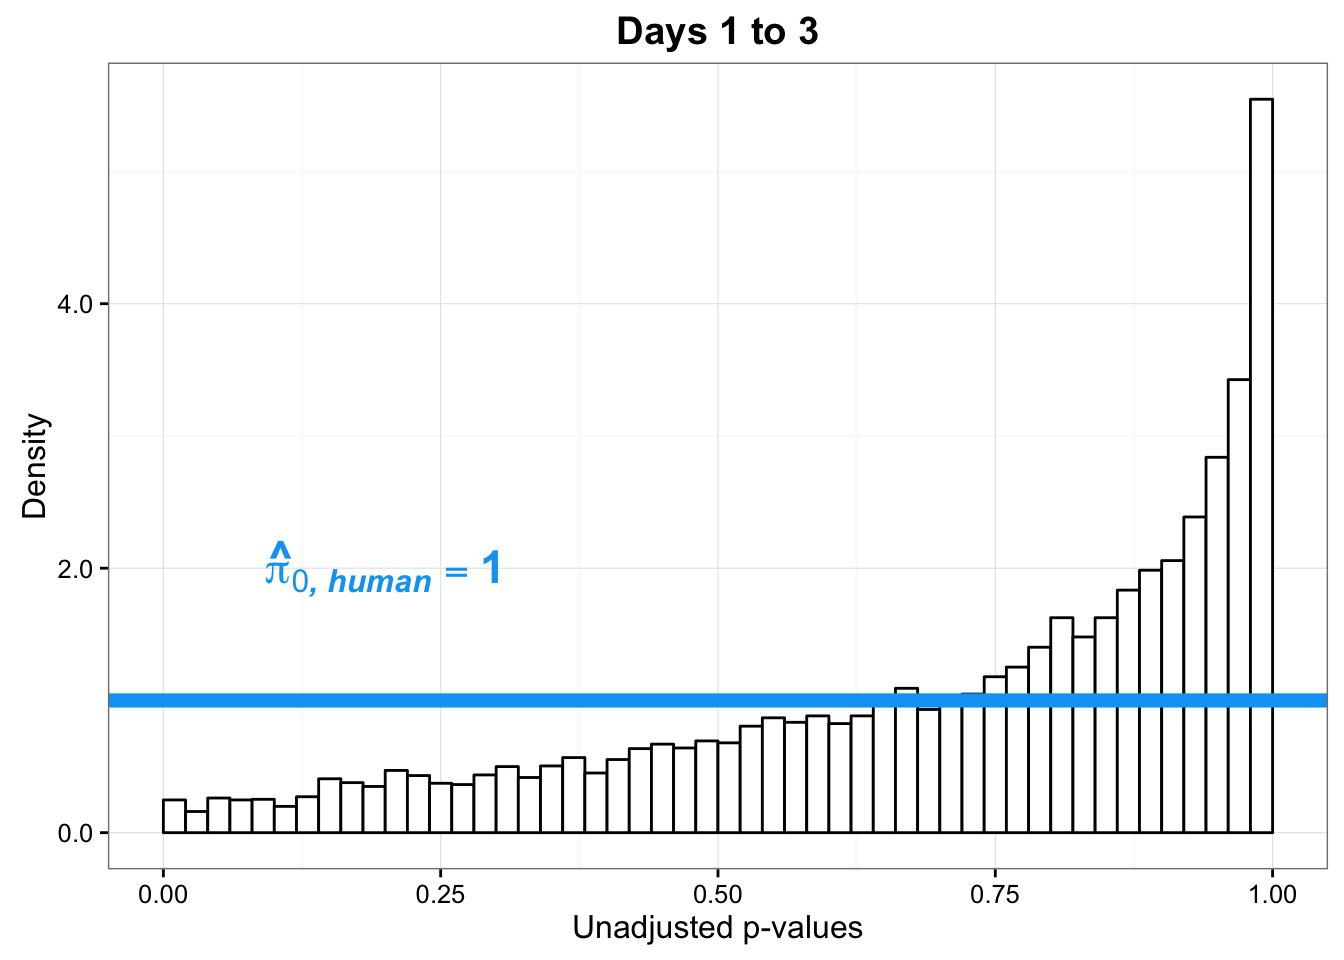 Days 1 to 3
Density
4.0
2.0
0.0
π̂0, human = 1
0.00 0.25 0.50 0.75 1.00
Unadjusted p-values